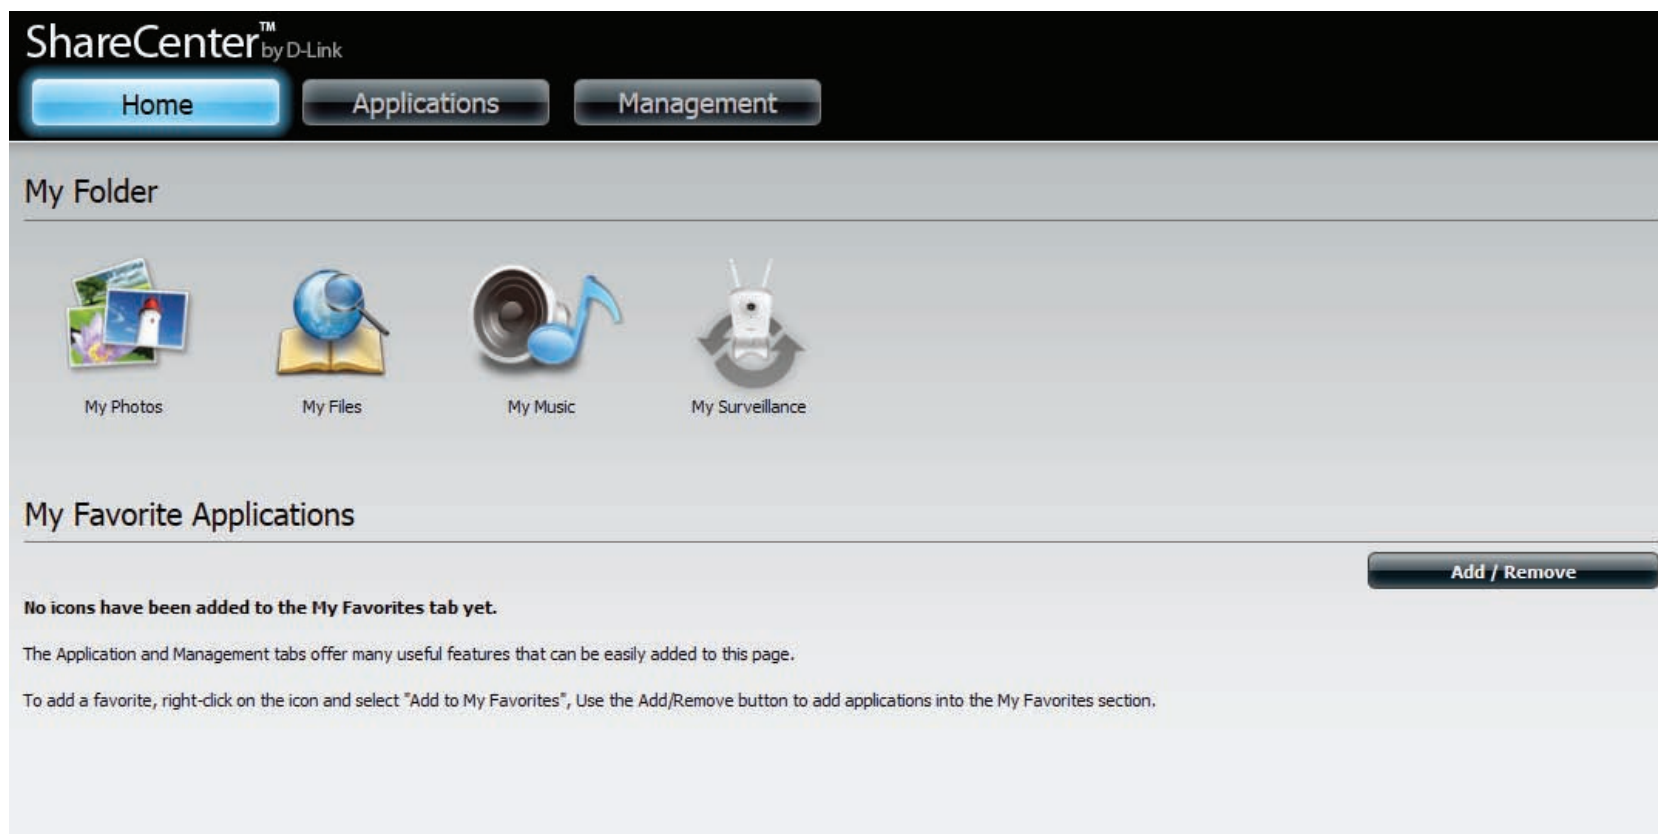 ShareCenter™ by D-Link
Home Applications Management
My Folder
My Photos My Files My Music My Surveillance
My Favorite Applications
Add / Remove
No icons have been added to the My Favorites tab yet.
The Application and Management tabs offer many useful features that can be easily added to this page.
To add a favorite, right-click on the icon and select "Add to My Favorites", Use the Add/Remove button to add applications into the My Favorites section.